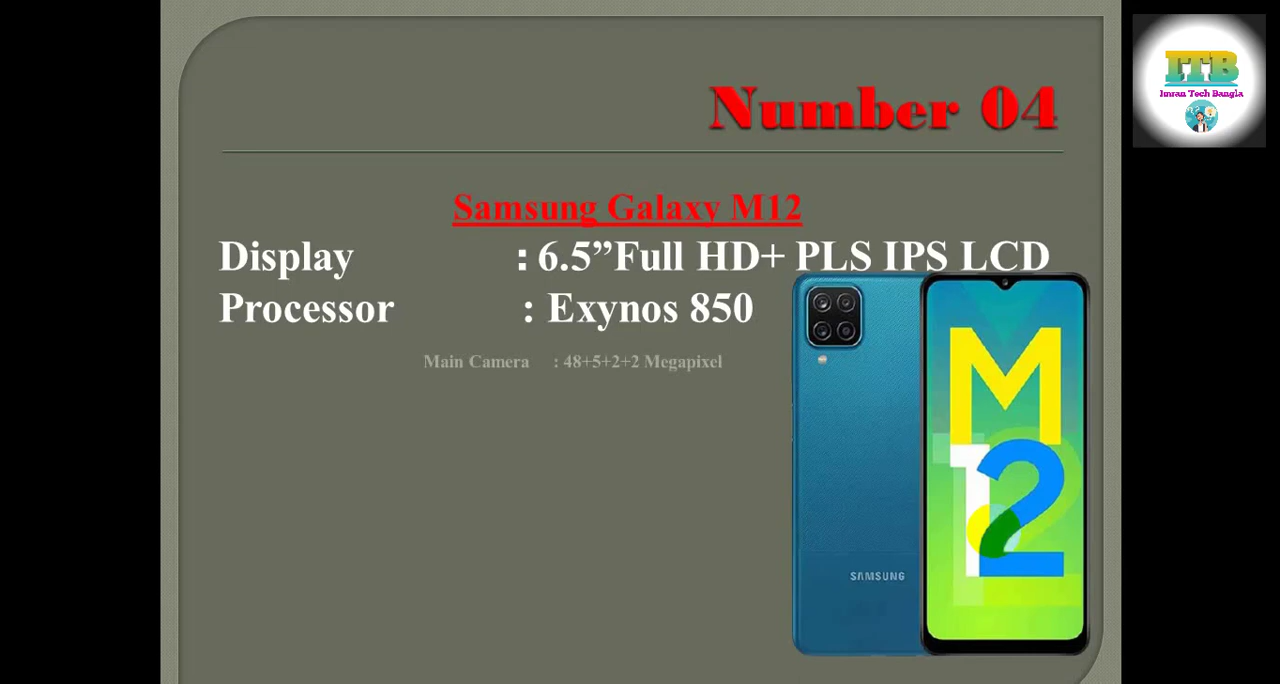 ITB
Imran Tech Bangla
Number 04
Samsung Galaxy M12
Display : 6.5”Full HD+ PLS IPS LCD
Processor : Exynos 850
Main Camera : 48+5+2+2 Megapixel
SAMSUNG
M
12